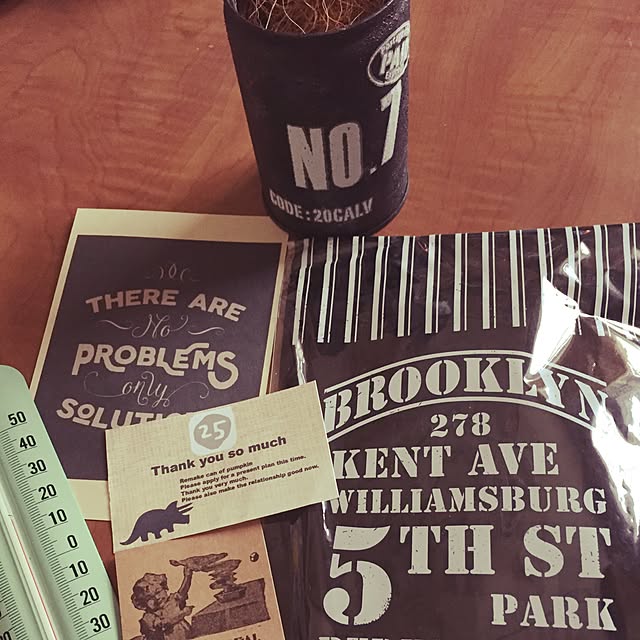 NO.7
CODE:20CALV
THERE ARE
No
PROBLEMS
only
25
Thank you so much
Remake can of pumpkin
Please apply for a present plan this time.
Thank you very much.
Please also make the relationship good now.
BROOKLYN
278
KENT AVE
WILLIAMSBURG
5TH ST
PARK
50
40
30
20
10
0
10
20
30